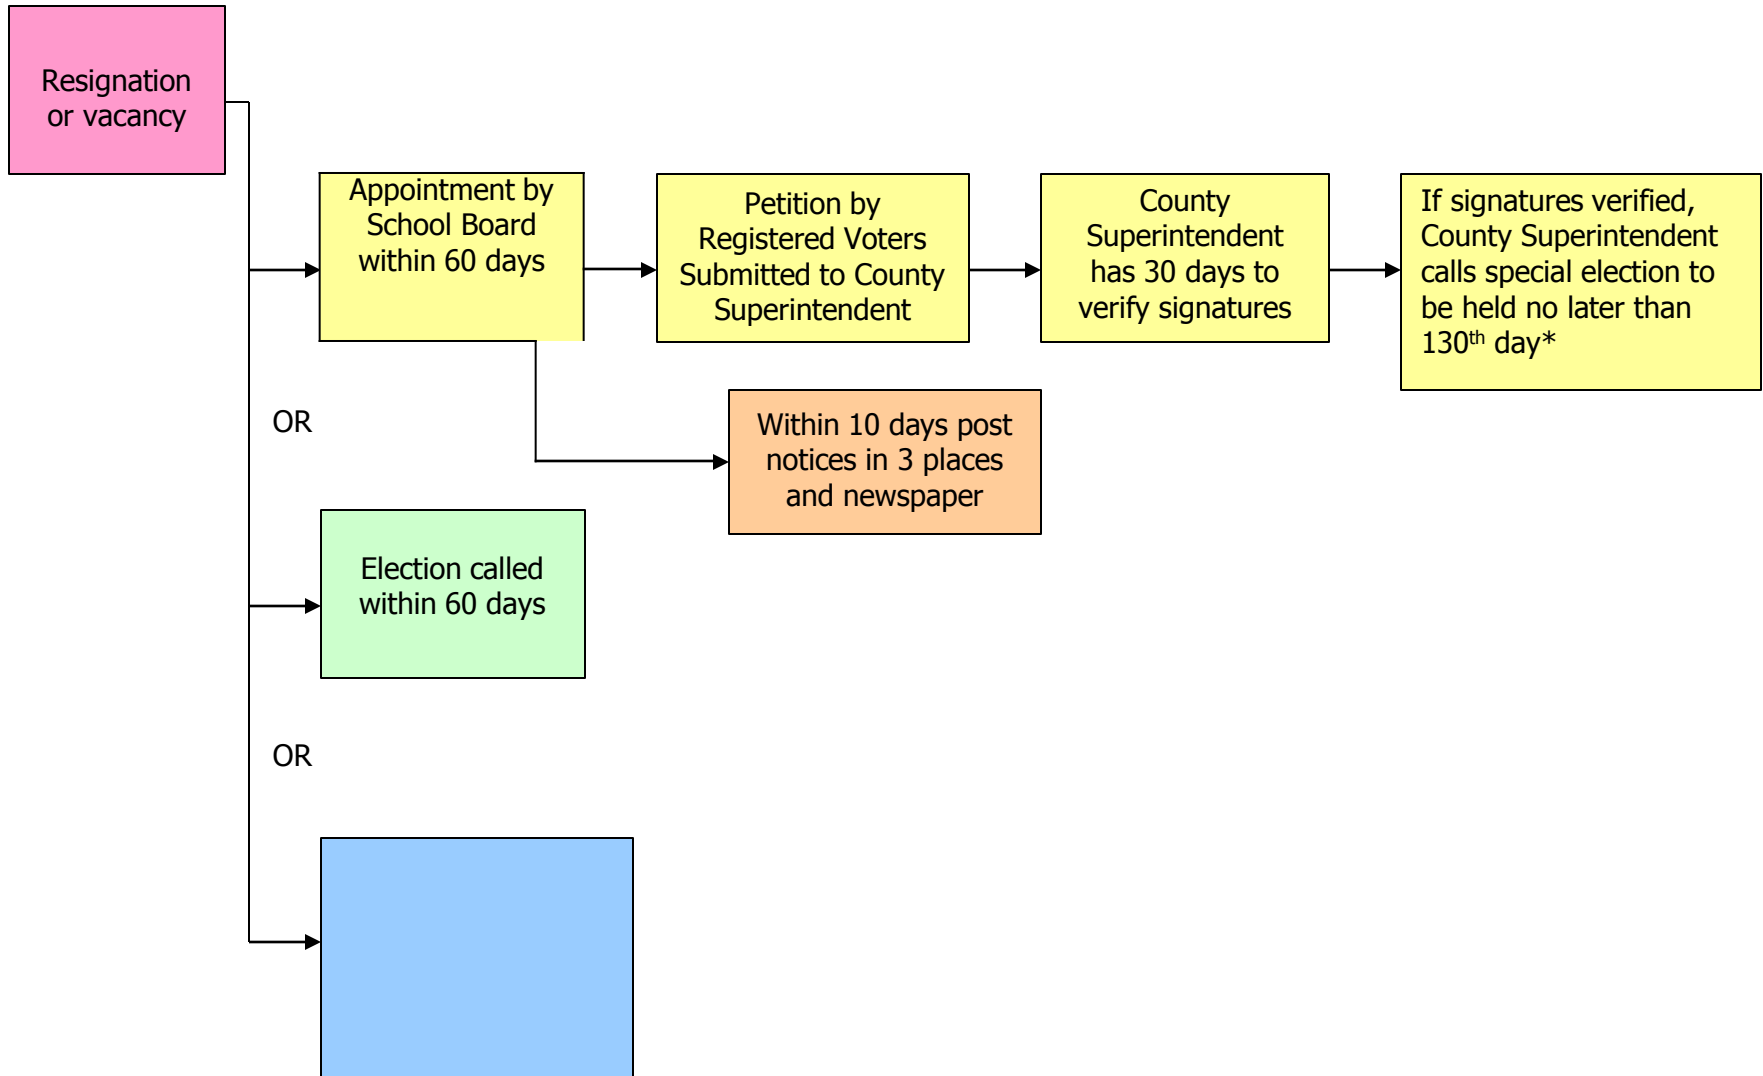 Resignation
or vacancy
Appointment by
School Board
within 60 days
Petition by
Registered Voters
Submitted to County
Superintendent
County
Superintendent
has 30 days to
verify signatures
If signatures verified,
County Superintendent
calls special election to
be held no later than
130th day*
OR
Within 10 days post
notices in 3 places
and newspaper
Election called
within 60 days
OR